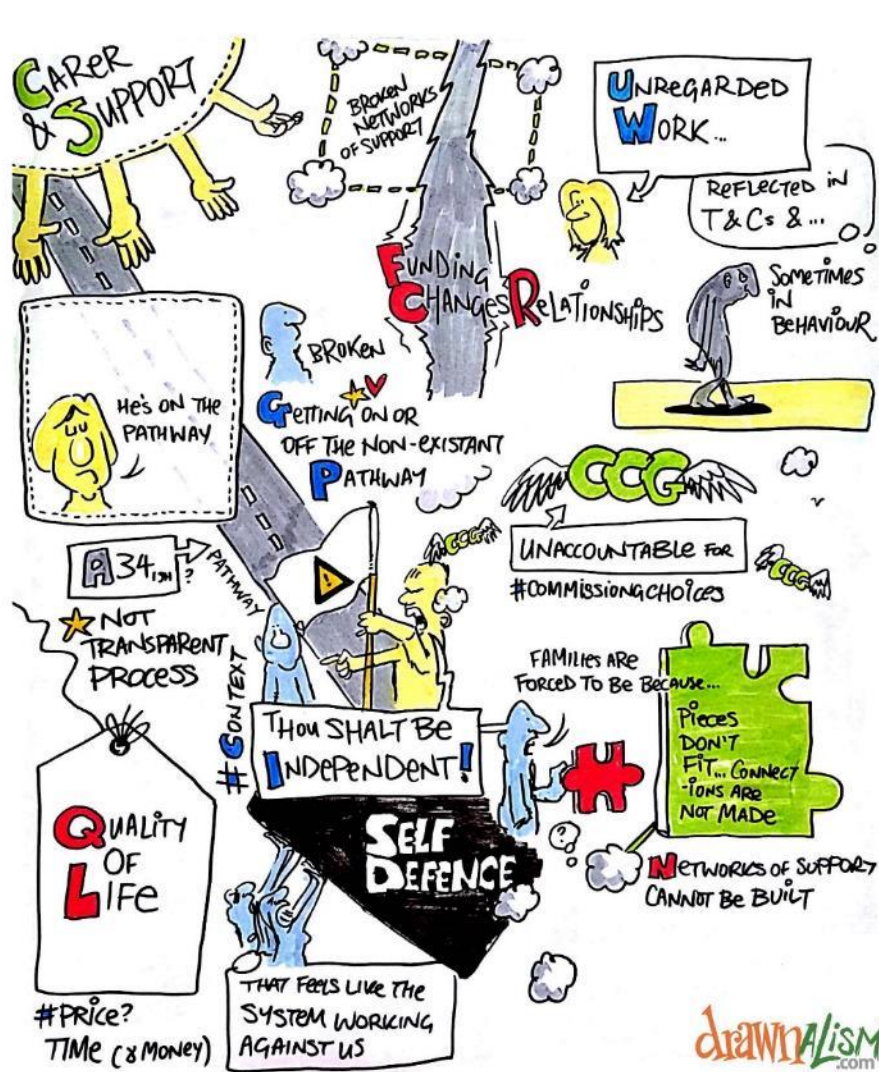 CARER
& SUPPORT
BROKEN
NETWORKS
OF SUPPORT
UNREGARDED
WORK...
REFLECTED IN
T & Cs & ...
SOMETIMES
IN
BEHAVIOUR
FUNDING
CHANGES RELATIONSHIPS
BROKEN
HE'S ON THE
PATHWAY
GETTING ON OR
OFF THE NON-EXISTANT
PATHWAY
CCG
CCG
CCG
UNACCOUNTABLE FOR
#COMMISSIONGCHOICES
A34
?
PATHWAY
NOT
TRANSPARENT
PROCESS
#CONTEXT
THOU SHALT BE
INDEPENDENT!
FAMILIES ARE
FORCED TO BE BECAUSE...
PIECES
DON'T
FIT... CONNECT
-IONS ARE
NOT MADE
NETWORKS OF SUPPORT
CANNOT BE BUILT
SELF
DEFENCE
?
QUALITY
OF
LIFE
#PRICE?
TIME (& MONEY)
THAT FEELS LIKE THE
SYSTEM WORKING
AGAINST US
drawnALiSM
.com